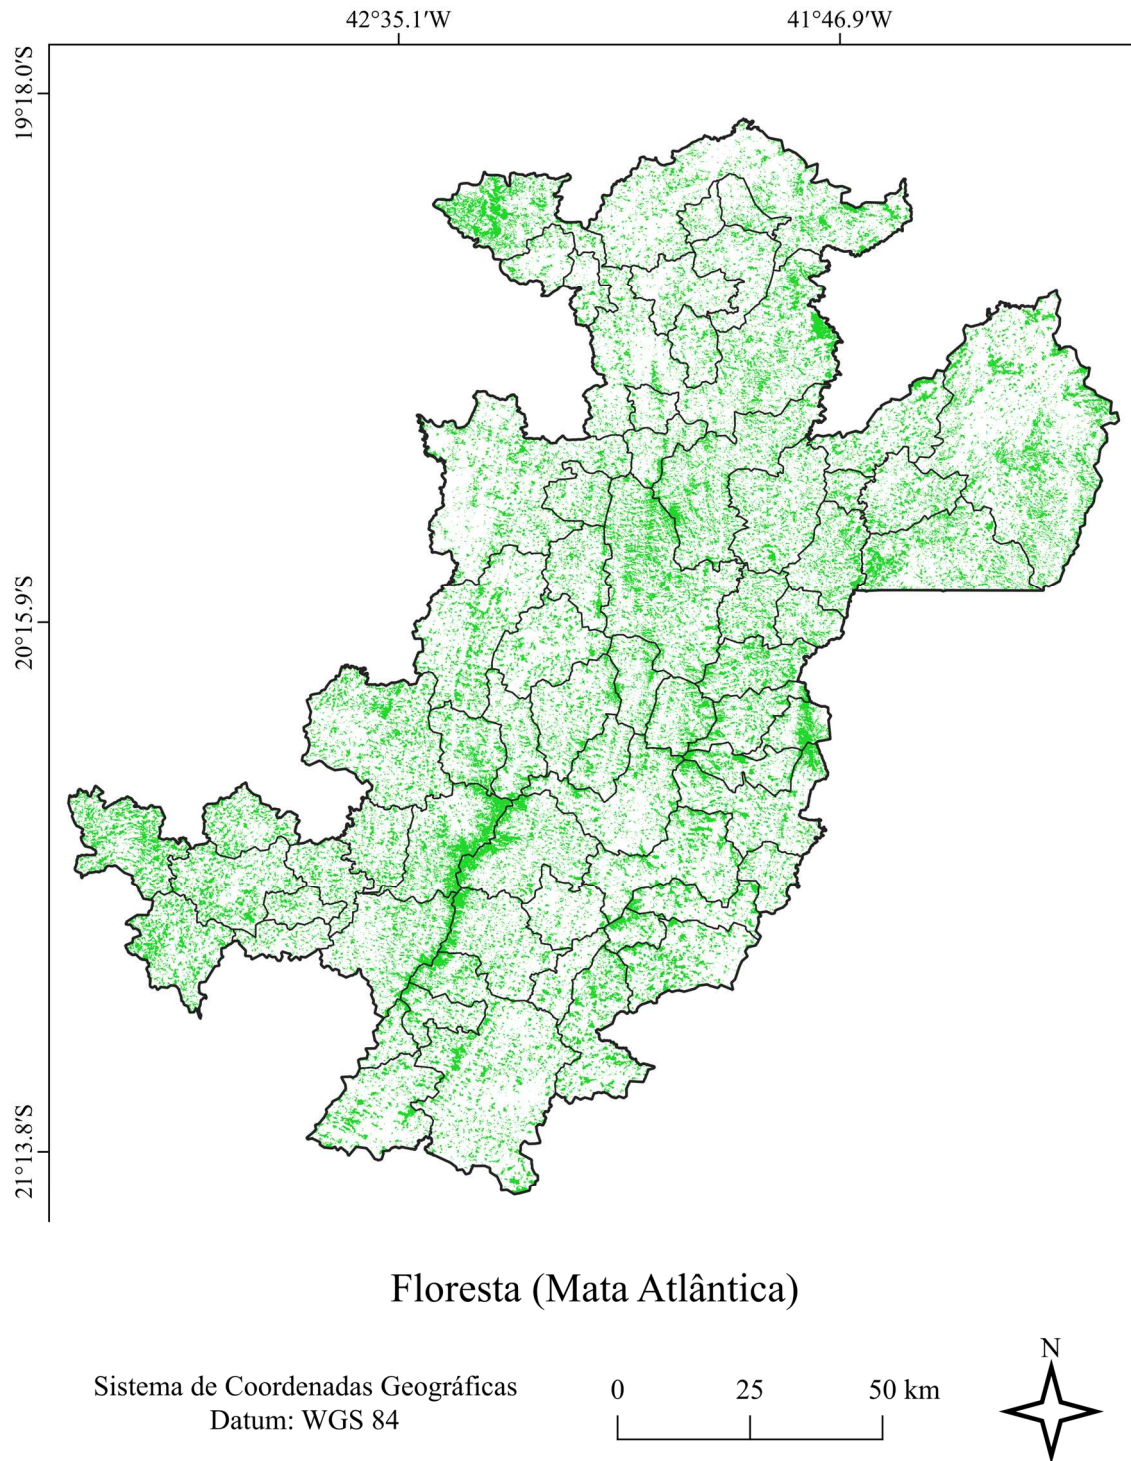 42°35.1′W
41°46.9′W
19°18.0′S
20°15.9′S
21°13.8′S
Floresta (Mata Atlântica)
Sistema de Coordenadas Geográficas
Datum: WGS 84
0 25 50 km
N